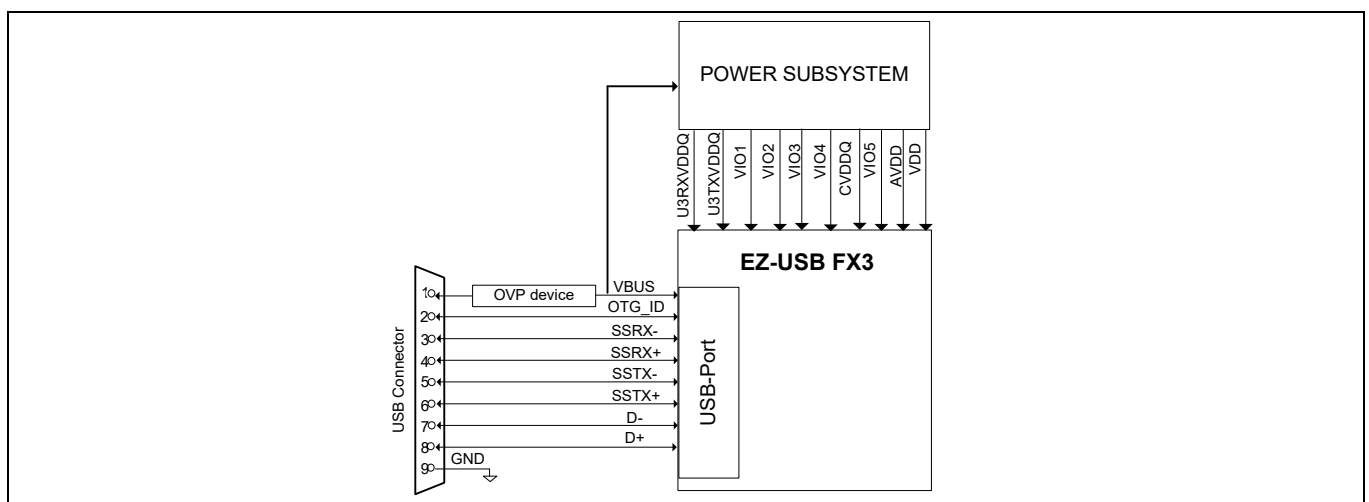 POWER SUBSYSTEM
U3RXVDDQ
U3TXVDDQ
VIO1
VIO2
VIO3
VIO4
CVDDQ
VIO5
AVDD
VDD
EZ-USB FX3
USB Connector
1
OVP device
VBUS
2
OTG_ID
3
SSRX-
4
SSRX+
5
SSTX-
6
SSTX+
7
D-
8
D+
9
GND
USB-Port